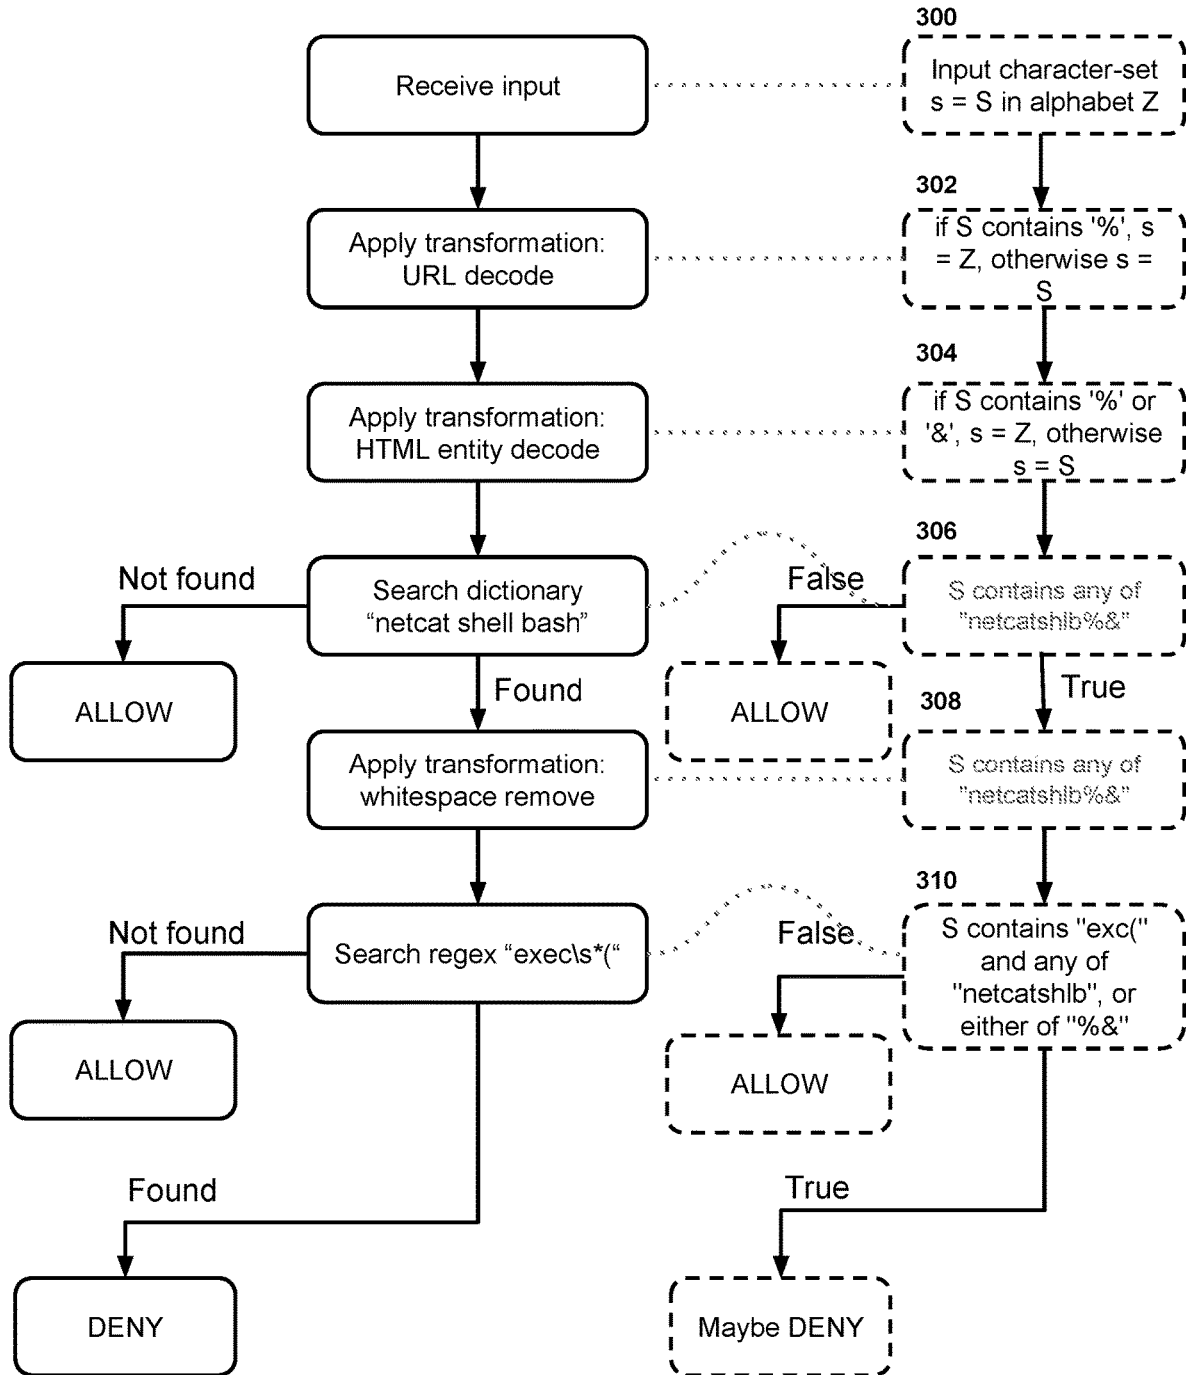 300
Receive input
Input character-set
s = S in alphabet Z
302
Apply transformation:
URL decode
if S contains '%', s
= Z, otherwise s =
S
304
Apply transformation:
HTML entity decode
if S contains '%' or
'&', s = Z, otherwise
s = S
306
Not found
Search dictionary
“netcat shell bash”
False
S contains any of
"netcatshlb%&"
ALLOW
Found
ALLOW
True
308
Apply transformation:
whitespace remove
S contains any of
"netcatshlb%&"
310
Not found
Search regex “exec\s*(“
False
S contains "exc("
and any of
"netcatshlb", or
either of "%&"
ALLOW
ALLOW
Found
True
DENY
Maybe DENY